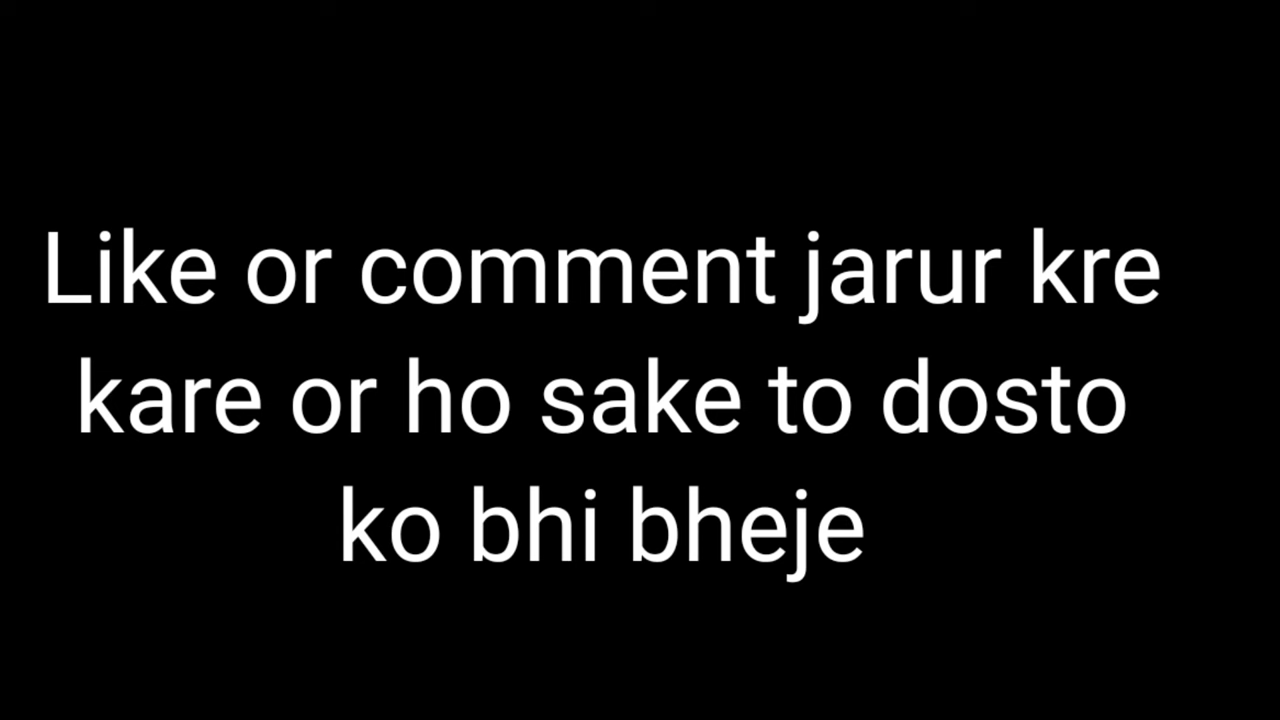 Like or comment jarur kre
kare or ho sake to dosto
ko bhi bheje